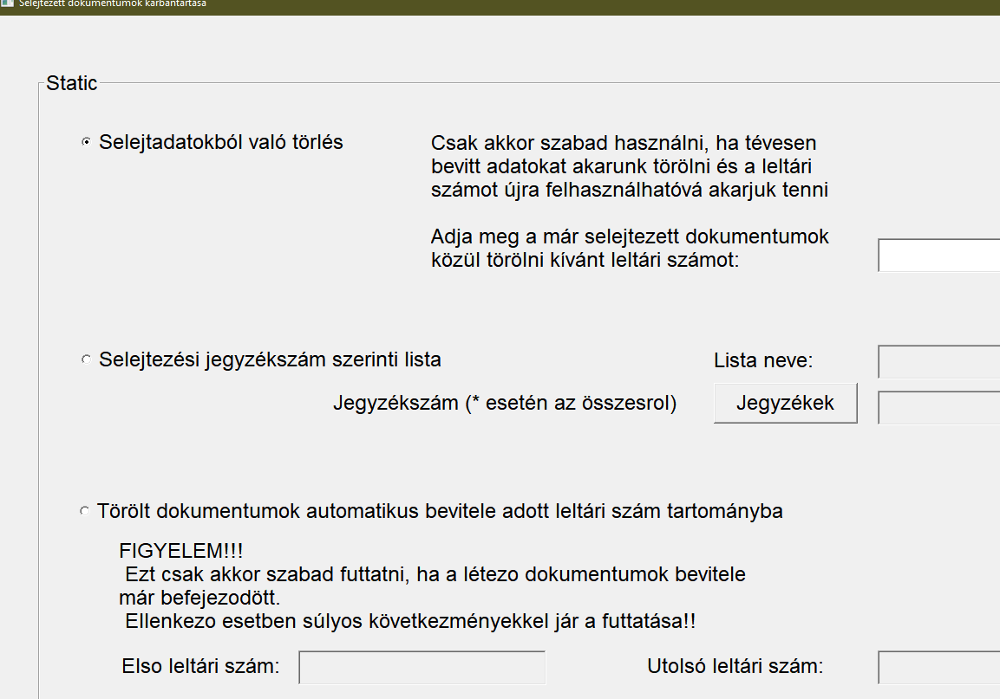 Selejtezett dokumentumok karbantartása
Static
Selejtadatokból való törlés
Csak akkor szabad használni, ha tévesen
bevitt adatokat akarunk törölni és a leltári
számot újra felhasználhatóvá akarjuk tenni
Adja meg a már selejtezett dokumentumok
közül törölni kívánt leltári számot:
Selejtezési jegyzékszám szerinti lista
Lista neve:
Jegyzékszám (* esetén az összesrol)
Jegyzékek
Törölt dokumentumok automatikus bevitele adott leltári szám tartományba
FIGYELEM!!!
Ezt csak akkor szabad futtatni, ha a létezo dokumentumok bevitele
már befejezodött.
Ellenkezo esetben súlyos következményekkel jár a futtatása!!
Elso leltári szám:
Utolsó leltári szám: